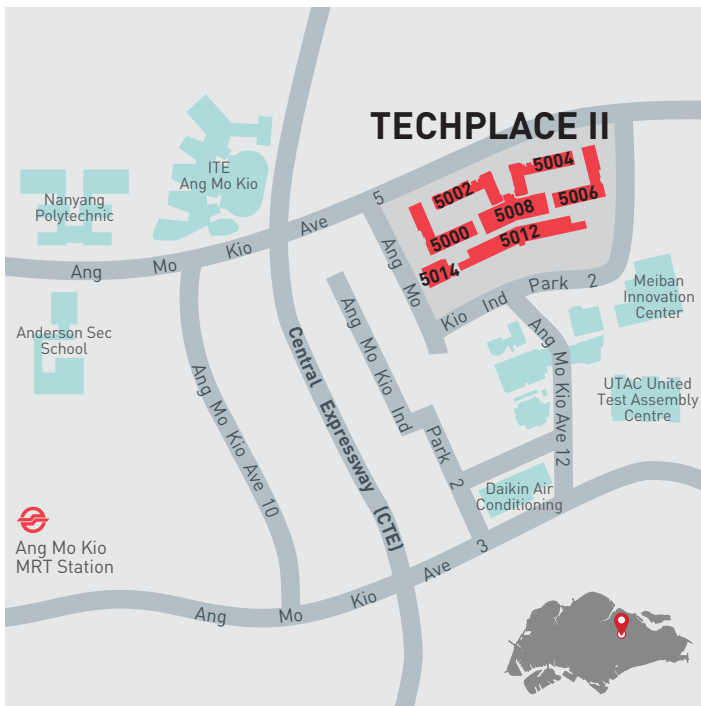 TECHPLACE II
5004
5002
5006
5008
5000
5012
5014
ITE
Ang Mo Kio
Nanyang
Polytechnic
Ang Mo Kio Ave 5
Ang Mo Kio Ind Park 2
Meiban
Innovation
Center
Anderson Sec
School
Central Expressway (CTE)
Ang Mo Kio Ind Park 2
Ang Mo Kio Ave 12
Ang Mo Kio Ave 10
UTAC United
Test Assembly
Centre
Daikin Air
Conditioning
Ang Mo Kio
MRT Station
Ang Mo Kio Ave 3